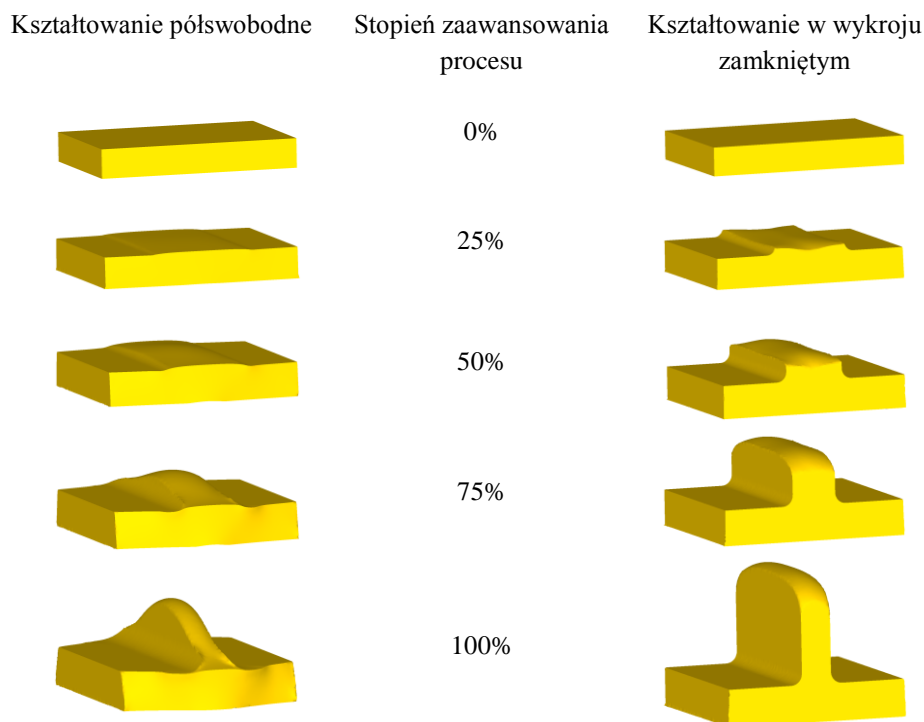 Kształtowanie półswobodne
Stopień zaawansowania
procesu
Kształtowanie w wykroju
zamkniętym
0%
25%
50%
75%
100%